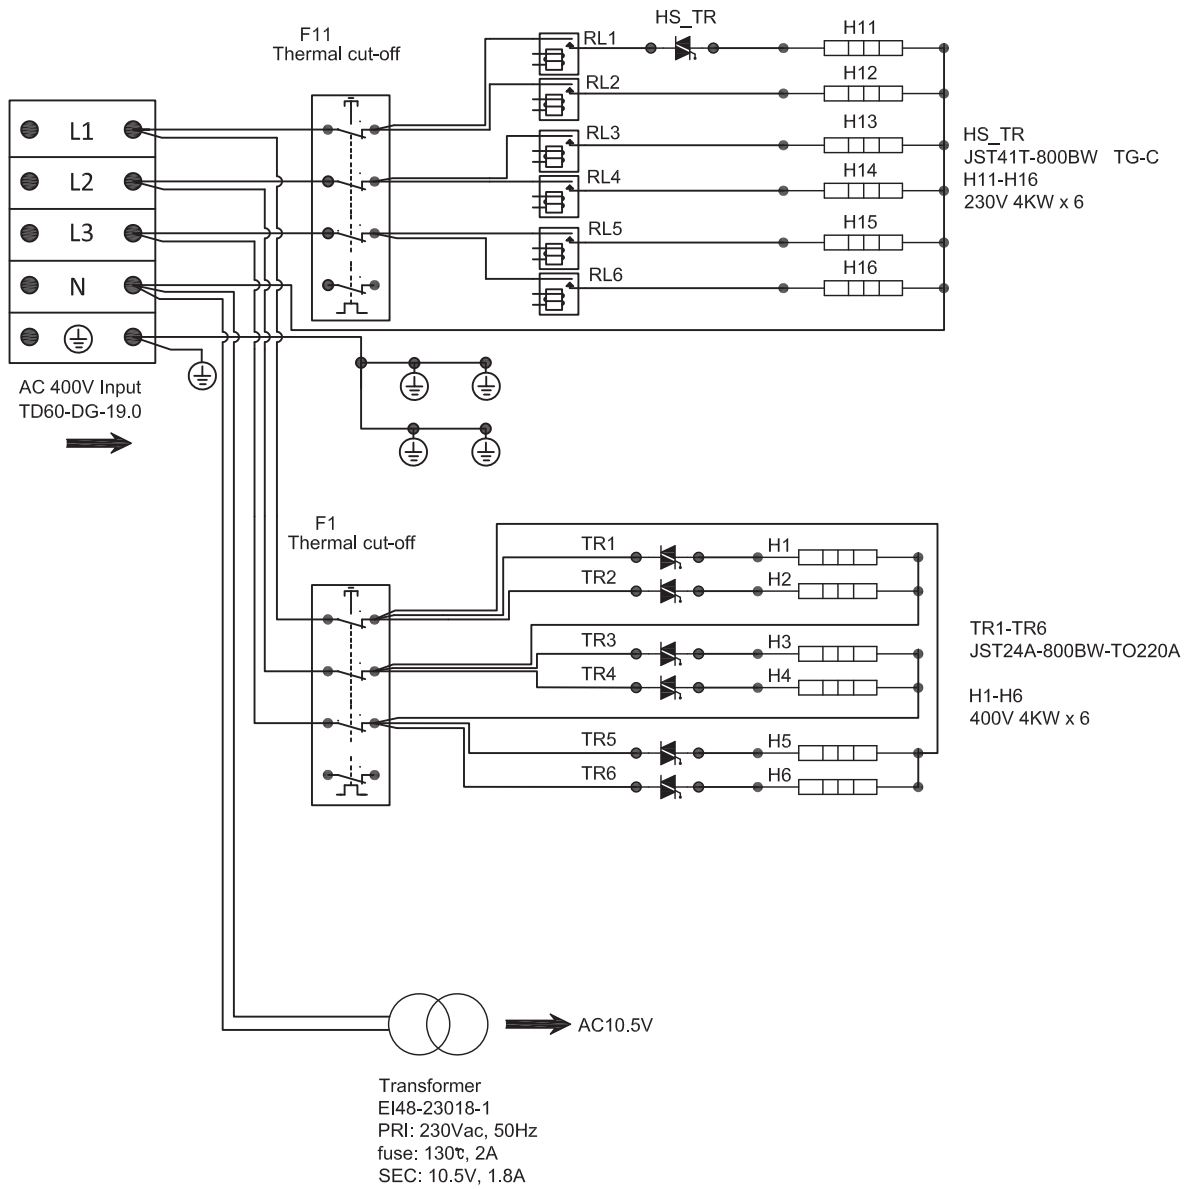 F11
Thermal cut-off
L1
L2
L3
N
AC 400V Input
TD60-DG-19.0
RL1
HS_TR
H11
RL2
H12
RL3
H13
RL4
H14
RL5
H15
RL6
H16
HS_TR
JST41T-800BW TG-C
H11-H16
230V 4KW x 6
F1
Thermal cut-off
TR1
H1
TR2
H2
TR3
H3
TR4
H4
TR5
H5
TR6
H6
TR1-TR6
JST24A-800BW-TO220A
H1-H6
400V 4KW x 6
AC10.5V
Transformer
EI48-23018-1
PRI: 230Vac, 50Hz
fuse: 130℃, 2A
SEC: 10.5V, 1.8A